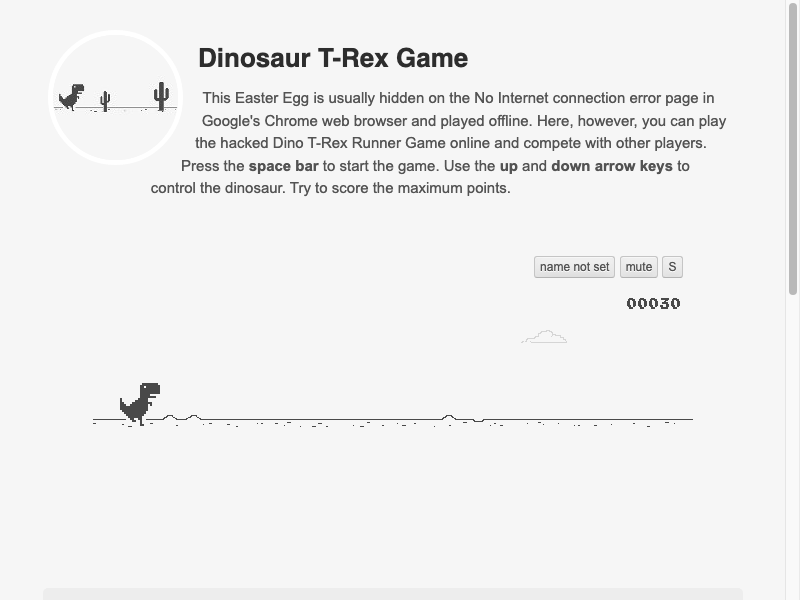 Dinosaur T-Rex Game
This Easter Egg is usually hidden on the No Internet connection error page in
Google's Chrome web browser and played offline. Here, however, you can play
the hacked Dino T-Rex Runner Game online and compete with other players.
Press the space bar to start the game. Use the up and down arrow keys to
control the dinosaur. Try to score the maximum points.
name not set mute S
00030